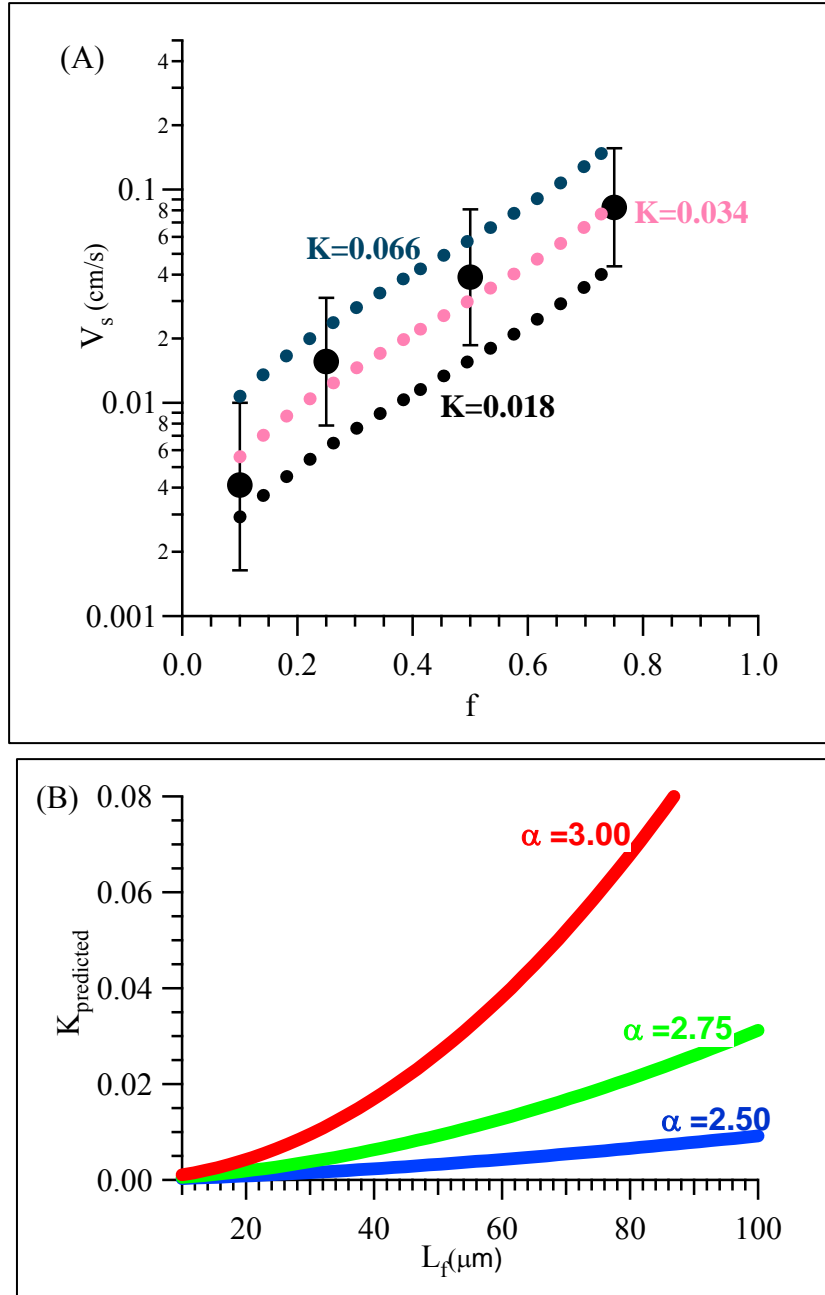 (A)
4
2
0.1
8
6
4
2
0.01
8
6
4
2
0.001
V_s (cm/s)
K=0.066
K=0.034
K=0.018
0.0 0.2 0.4 0.6 0.8 1.0
f
(B)
0.08
0.06
0.04
0.02
0.00
K_predicted
α =3.00
α =2.75
α =2.50
20 40 60 80 100
L_f(μm)